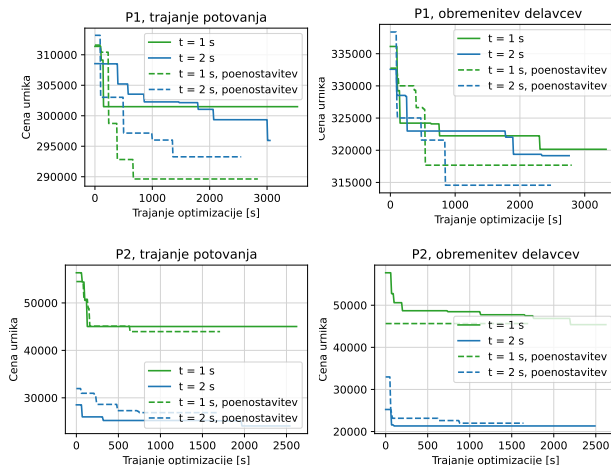 P1, trajanje potovanja
Cena urnika
310000
305000
300000
295000
290000
t = 1 s
t = 2 s
t = 1 s, poenostavitev
t = 2 s, poenostavitev
0
1000
2000
3000
Trajanje optimizacije [s]
P1, obremenitev delavcev
Cena urnika
335000
330000
325000
320000
315000
t = 1 s
t = 2 s
t = 1 s, poenostavitev
t = 2 s, poenostavitev
0
1000
2000
3000
Trajanje optimizacije [s]
P2, trajanje potovanja
Cena urnika
50000
40000
30000
t = 1 s
t = 2 s
t = 1 s, poenostavitev
t = 2 s, poenostavitev
0
500
1000
1500
2000
2500
Trajanje optimizacije [s]
P2, obremenitev delavcev
Cena urnika
50000
40000
30000
20000
t = 1 s
t = 2 s
t = 1 s, poenostavitev
t = 2 s, poenostavitev
0
500
1000
1500
2000
2500
Trajanje optimizacije [s]